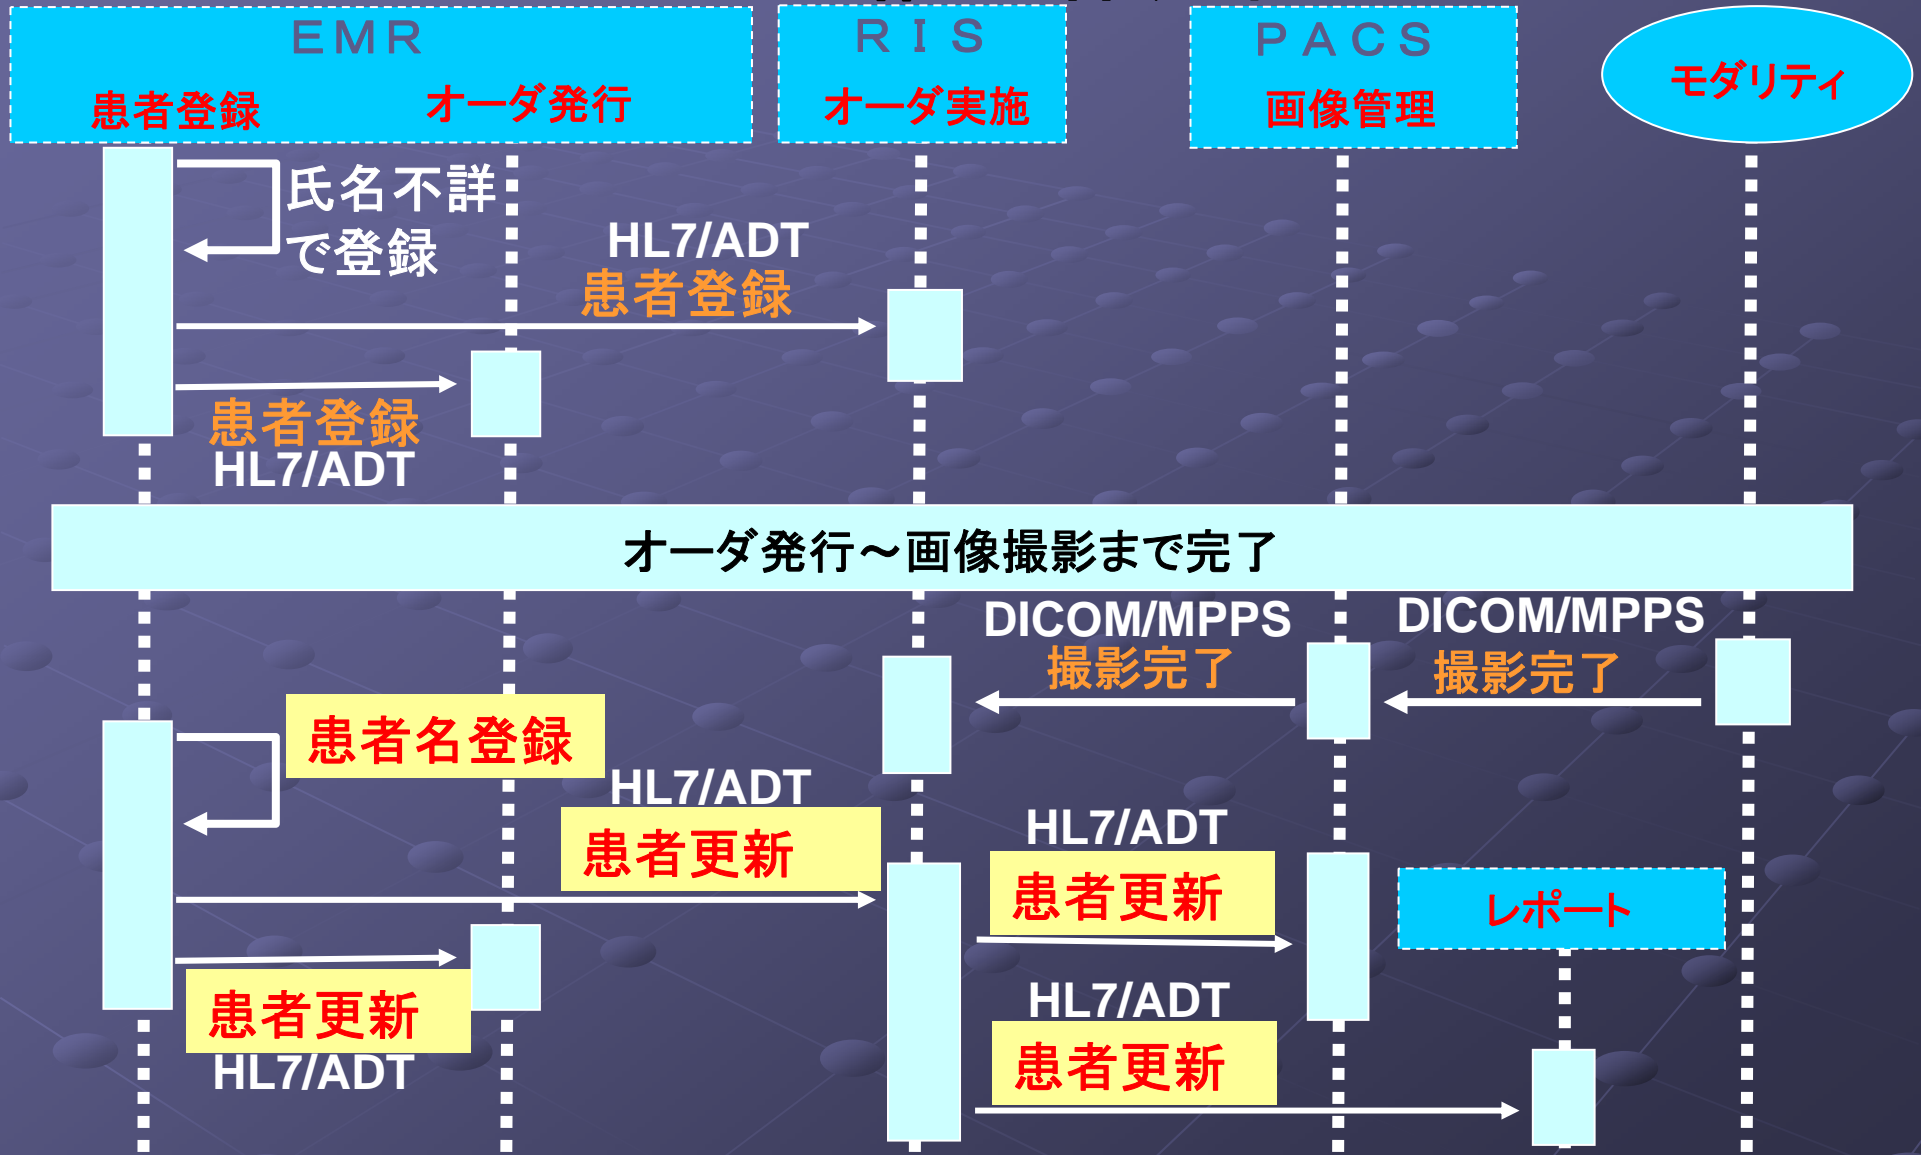 ＥＭＲ
患者登録
オーダ発行
ＲＩＳ
オーダ実施
ＰＡＣＳ
画像管理
モダリティ
氏名不詳
で登録
HL7/ADT
患者登録
患者登録
HL7/ADT
オーダ発行～画像撮影まで完了
DICOM/MPPS
撮影完了
DICOM/MPPS
撮影完了
患者名登録
HL7/ADT
患者更新
HL7/ADT
患者更新
レポート
患者更新
HL7/ADT
HL7/ADT
患者更新